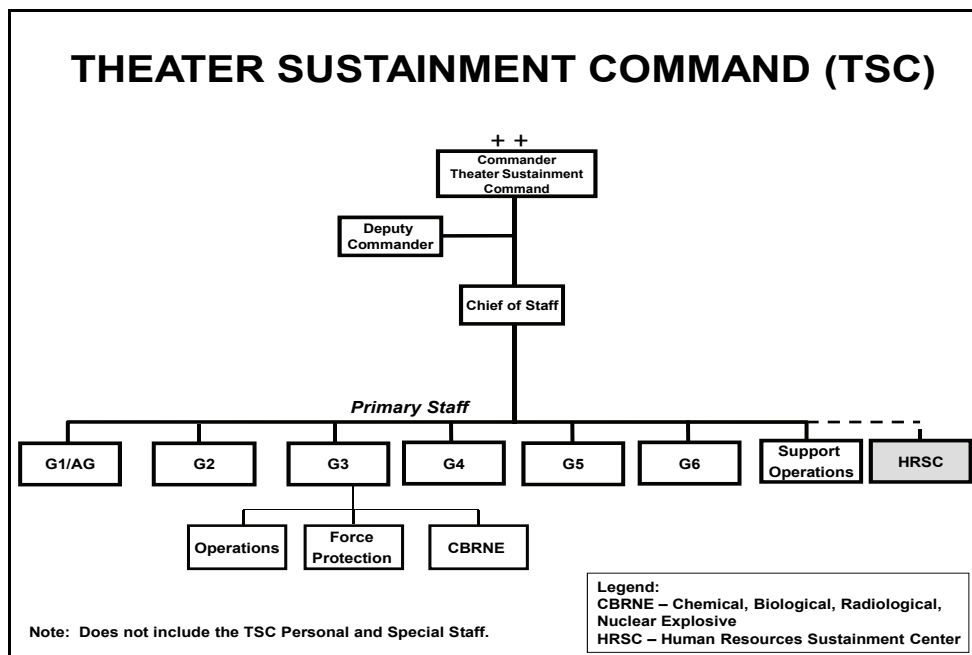 THEATER SUSTAINMENT COMMAND (TSC)
+ +
Commander
Theater Sustainment
Command
Deputy
Commander
Chief of Staff
Primary Staff
G1/AG
G2
G3
G4
G5
G6
Support
Operations
HRSC
Operations
Force
Protection
CBRNE
Note: Does not include the TSC Personal and Special Staff.
Legend:
CBRNE – Chemical, Biological, Radiological,
Nuclear Explosive
HRSC – Human Resources Sustainment Center